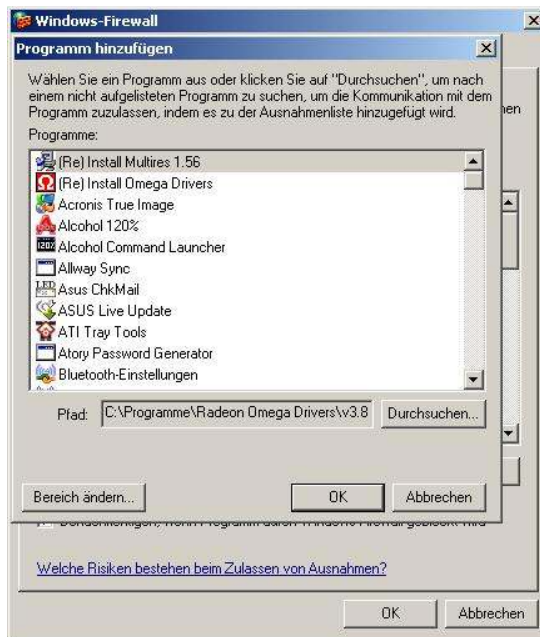 Windows-Firewall
Programm hinzufügen
Wählen Sie ein Programm aus oder klicken Sie auf "Durchsuchen", um nach
einem nicht aufgelisteten Programm zu suchen, um die Kommunikation mit dem
Programm zuzulassen, indem es zu der Ausnahmenliste hinzugefügt wird.
Programme:
(Re) Install Multires 1.56
(Re) Install Omega Drivers
Acronis True Image
Alcohol 120%
Alcohol Command Launcher
Allway Sync
Asus ChkMail
ASUS Live Update
ATI Tray Tools
Atory Password Generator
Bluetooth-Einstellungen
Pfad: C:\Programme\Radeon Omega Drivers\v3.8 Durchsuchen...
Bereich ändern... OK Abbrechen
Welche Risiken bestehen beim Zulassen von Ausnahmen?
OK Abbrechen